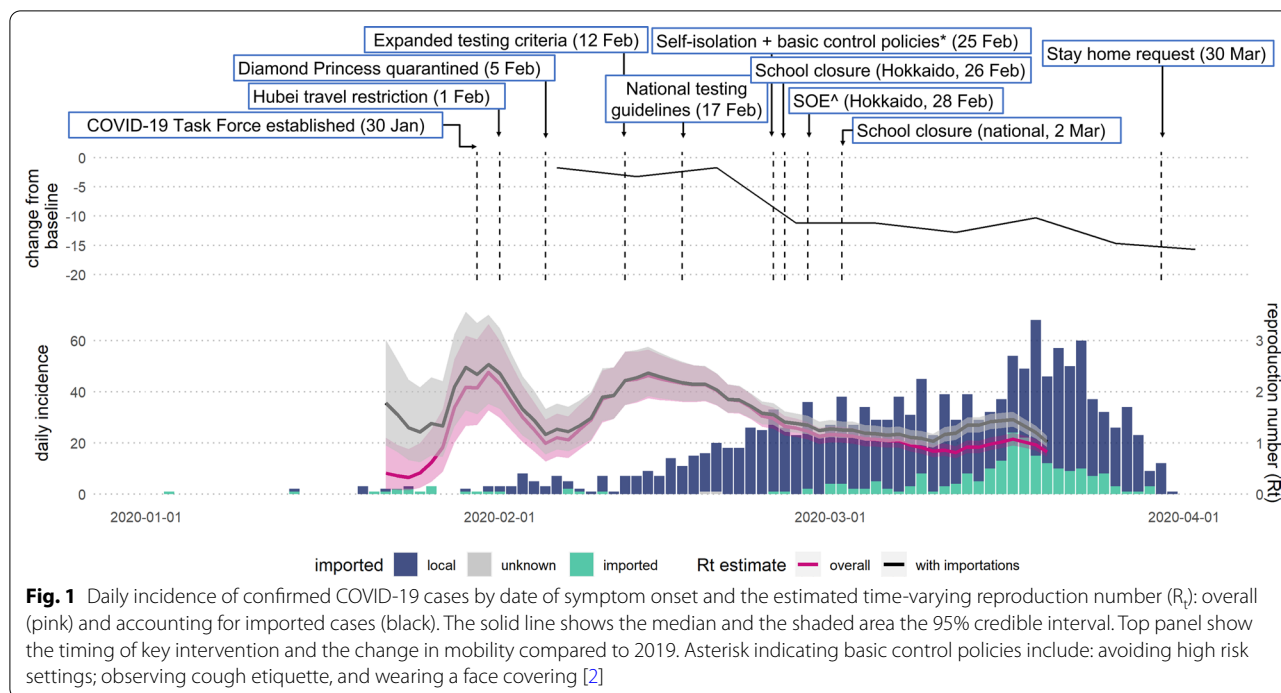 Expanded testing criteria (12 Feb)
Self-isolation + basic control policies* (25 Feb)
Stay home request (30 Mar)
Diamond Princess quarantined (5 Feb)
School closure (Hokkaido, 26 Feb)
Hubei travel restriction (1 Feb)
National testing
guidelines (17 Feb)
SOE^ (Hokkaido, 28 Feb)
COVID-19 Task Force established (30 Jan)
School closure (national, 2 Mar)
change from
baseline
0
-5
-10
-15
-20
daily incidence
60
40
20
0
reproduction number (Rt)
3
2
1
0
2020-01-01
2020-02-01
2020-03-01
2020-04-01
imported
local
unknown
imported
Rt estimate
overall
with importations
Fig. 1 Daily incidence of confirmed COVID-19 cases by date of symptom onset and the estimated time-varying reproduction number (Rt): overall
(pink) and accounting for imported cases (black). The solid line shows the median and the shaded area the 95% credible interval. Top panel show
the timing of key intervention and the change in mobility compared to 2019. Asterisk indicating basic control policies include: avoiding high risk
settings; observing cough etiquette, and wearing a face covering [2]